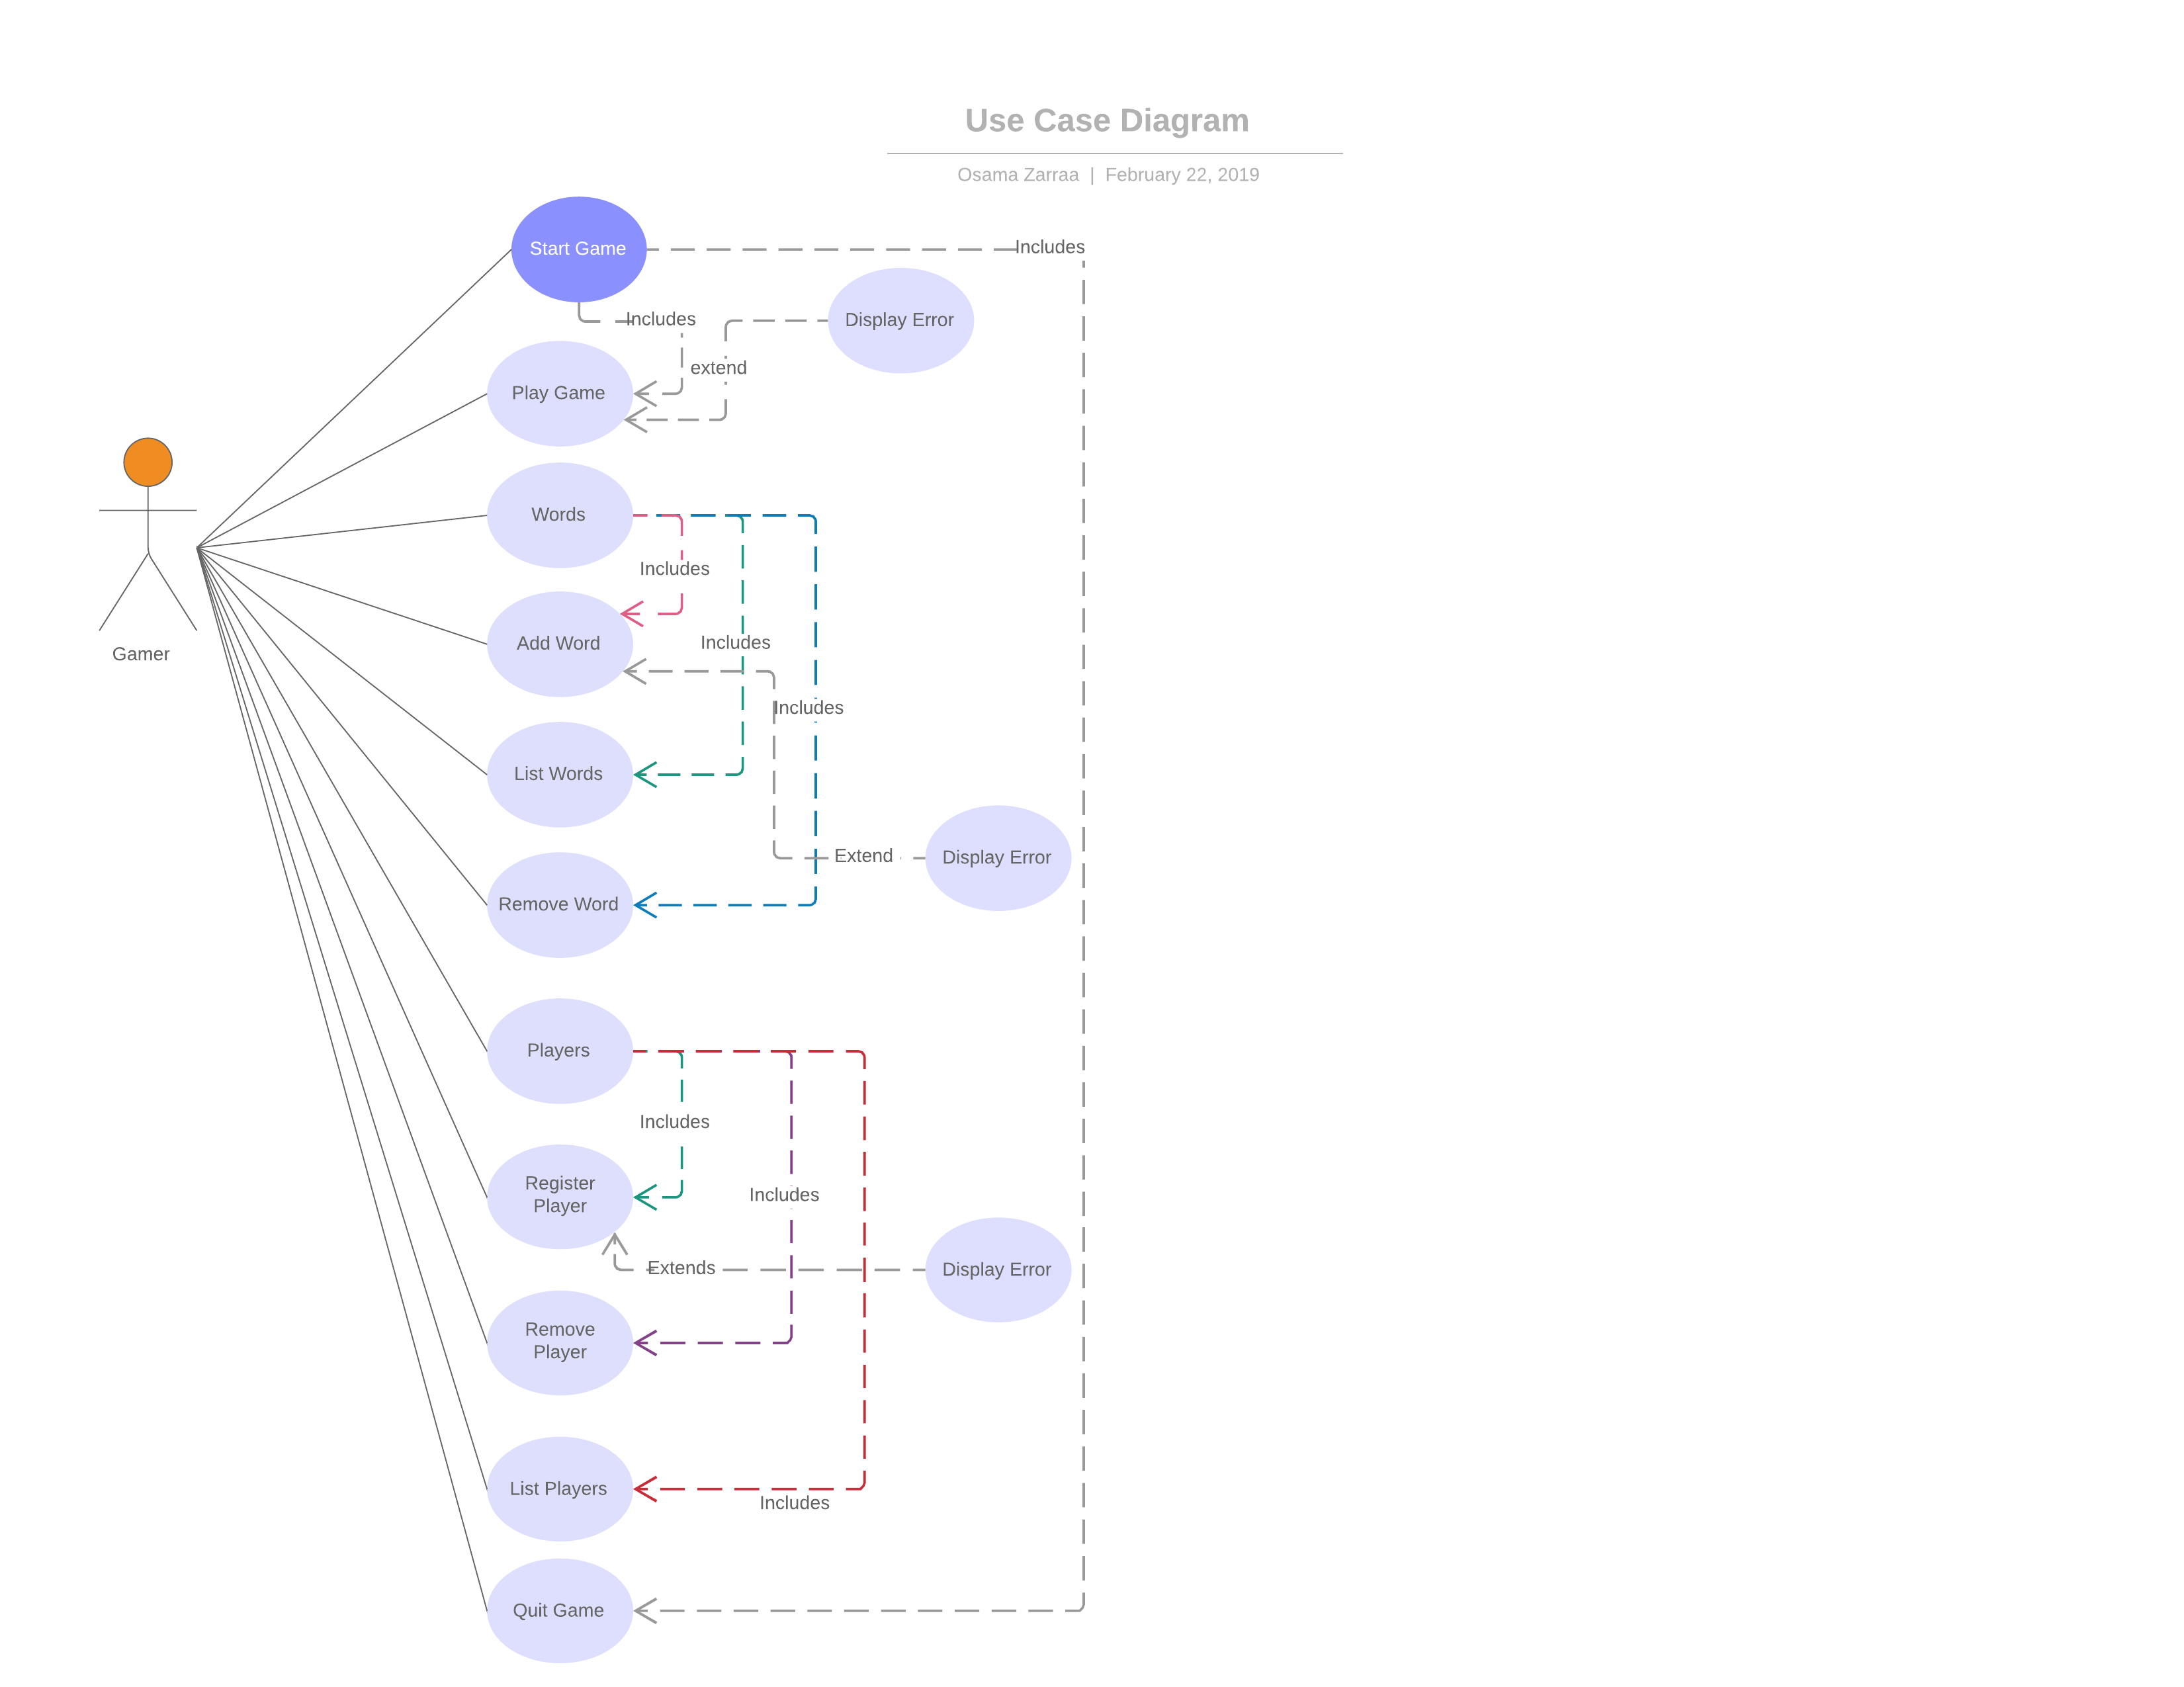 Use Case Diagram
Osama Zarraa | February 22, 2019
Start Game
Includes
Includes
Display Error
extend
Play Game
Words
Includes
Add Word
Includes
Gamer
Includes
List Words
Extend
Display Error
Remove Word
Players
Includes
Register
Player
Includes
Extends
Display Error
Remove
Player
List Players
Includes
Quit Game